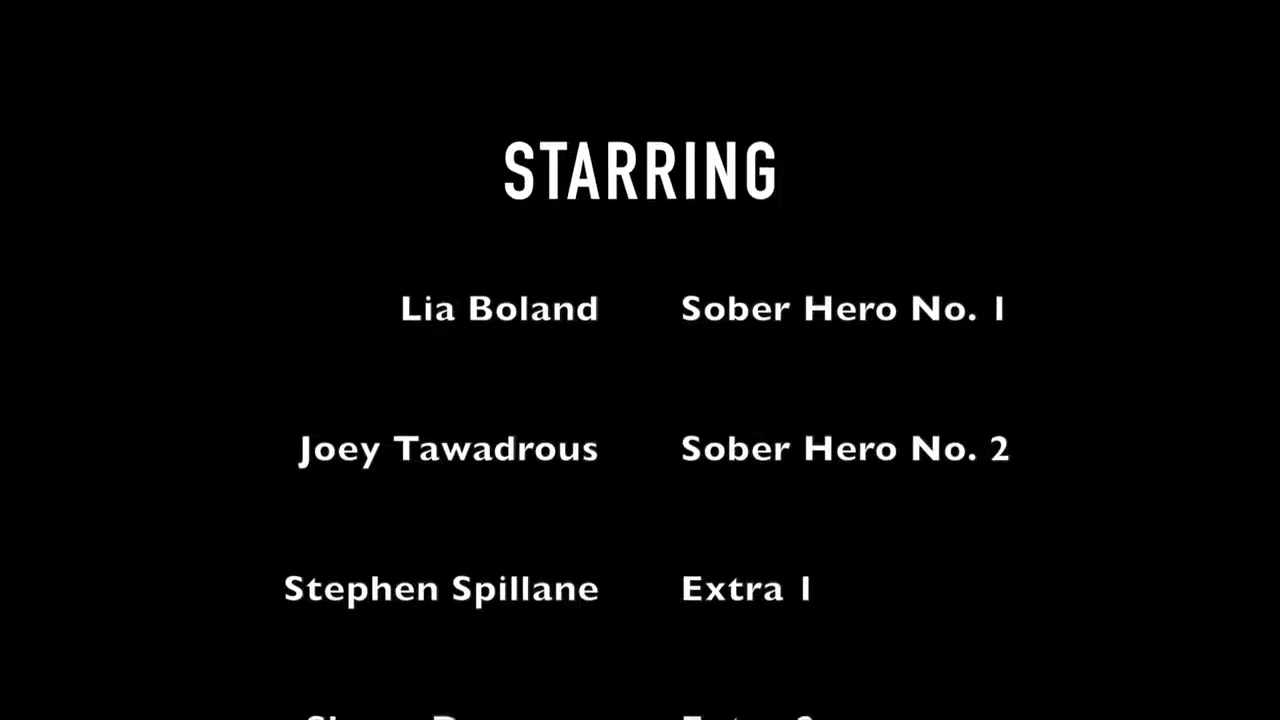 STARRING
Lia Boland Sober Hero No. 1
Joey Tawadrous Sober Hero No. 2
Stephen Spillane Extra 1